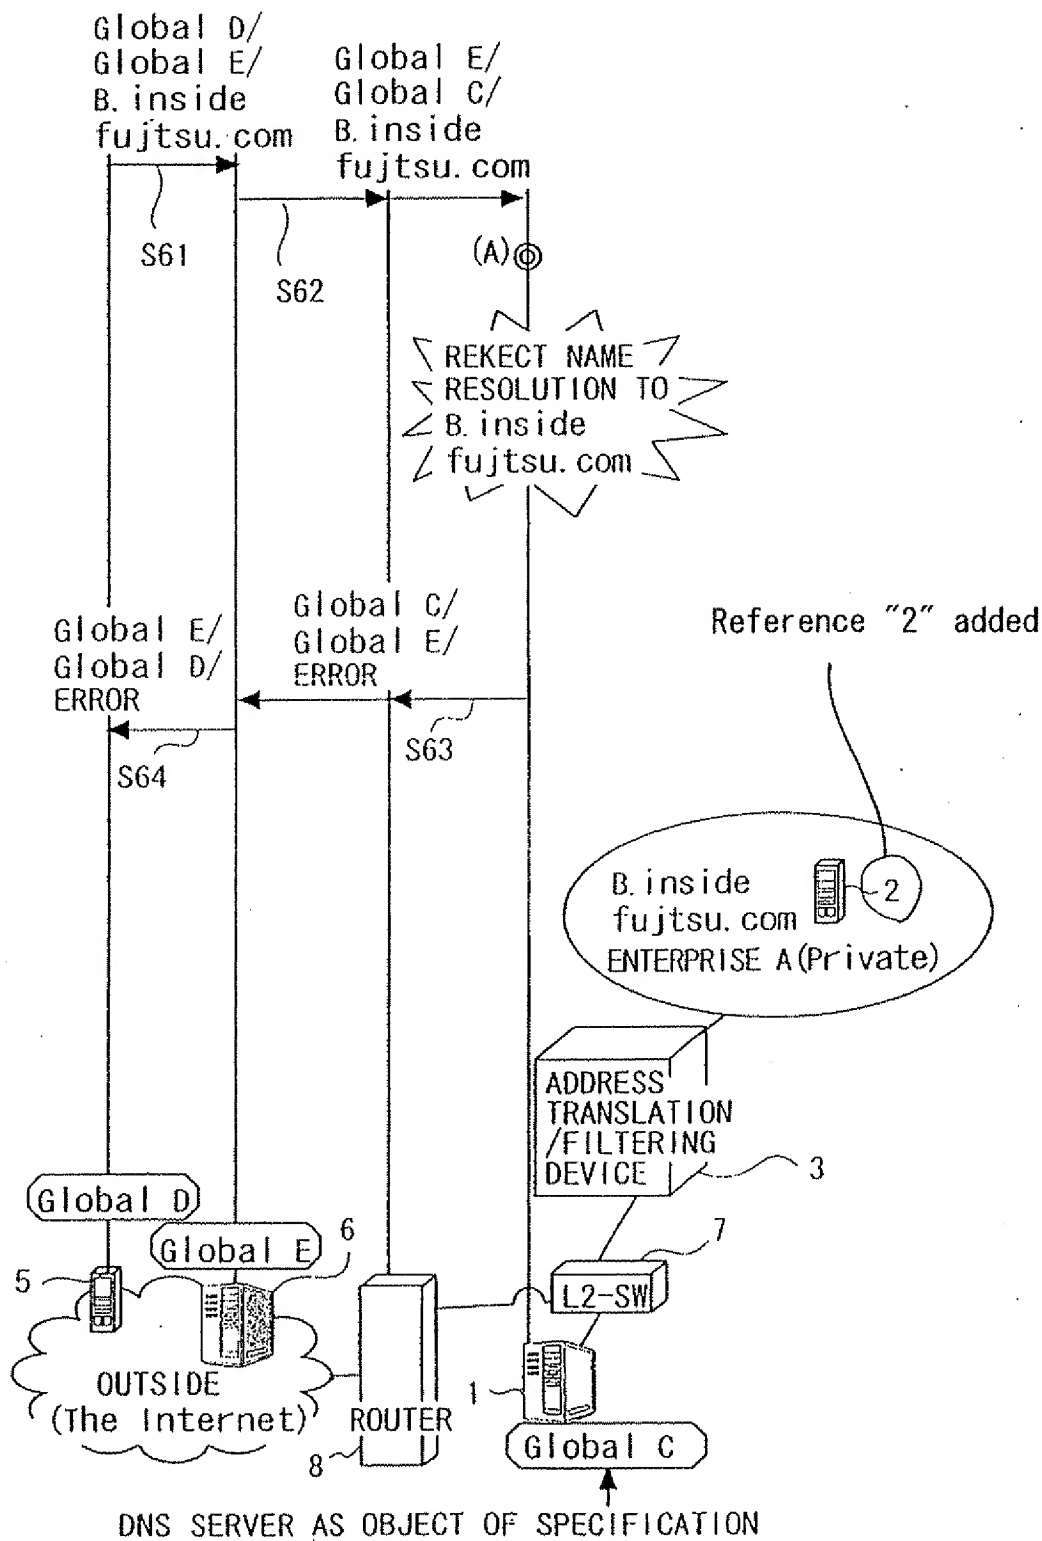 Global D/
Global E/
B.inside
fujtsu.com
Global E/
Global C/
B.inside
fujtsu.com
S61
S62
(A)
REKECT NAME
RESOLUTION TO
B.inside
fujtsu.com
Global E/
Global D/
ERROR
Global C/
Global E/
ERROR
S63
S64
Reference "2" added
B.inside
fujtsu.com
2
ENTERPRISE A(Private)
ADDRESS
TRANSLATION
/FILTERING
DEVICE
3
Global D
Global E
6
7
5
L2-SW
OUTSIDE
(The Internet)
ROUTER
1
8
Global C
DNS SERVER AS OBJECT OF SPECIFICATION